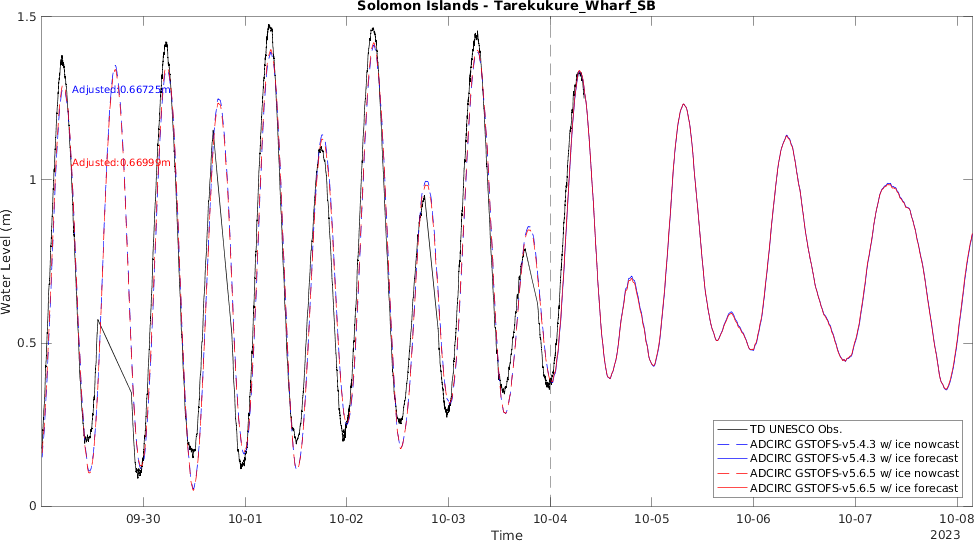 Solomon Islands - Tarekukure_Wharf_SB
Water Level (m)
1.5
1
0.5
0
Adjusted:0.66725m
Adjusted:0.66999m
TD UNESCO Obs.
ADCIRC GSTOFS-v5.4.3 w/ ice nowcast
ADCIRC GSTOFS-v5.4.3 w/ ice forecast
ADCIRC GSTOFS-v5.6.5 w/ ice nowcast
ADCIRC GSTOFS-v5.6.5 w/ ice forecast
09-30 10-01 10-02 10-03 10-04 10-05 10-06 10-07 10-08
2023
Time